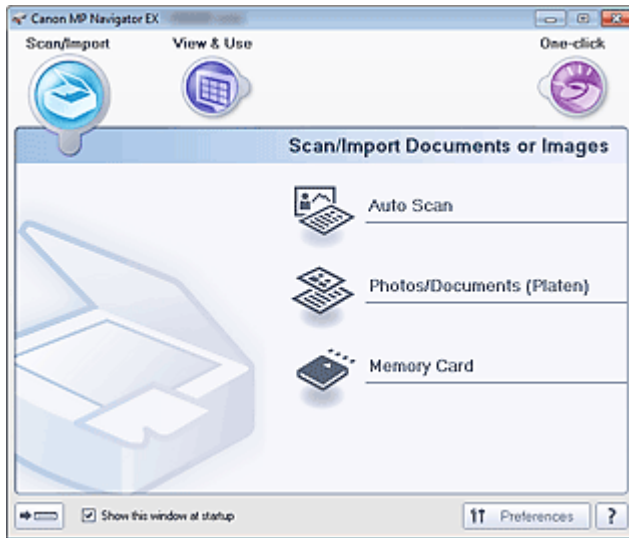 Canon MP Navigator EX
Scan/Import
View & Use
One-click
Scan/Import Documents or Images
Auto Scan
Photos/Documents (Platen)
Memory Card
Show this window at startup
Preferences
?